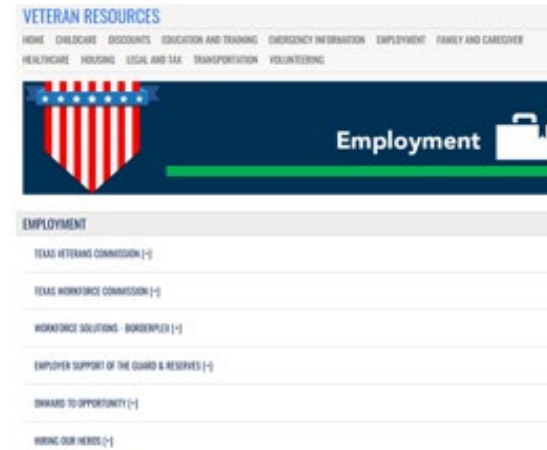 VETERAN RESOURCES
HOME CHILDCARE DISCOUNTS EDUCATION AND TRAINING EMERGENCY INFORMATION EMPLOYMENT FAMILY AND CAREGIVER
HEALTHCARE HOUSING LEGAL AND TAX TRANSPORTATION VOLUNTEERING
Employment
EMPLOYMENT
TEXAS VETERANS COMMISSION [+]
TEXAS WORKFORCE COMMISSION [+]
WORKFORCE SOLUTIONS - BORDERPLEX [+]
EMPLOYER SUPPORT OF THE GUARD & RESERVES [+]
ONWARD TO OPPORTUNITY [+]
HIRING OUR HEROS [+]